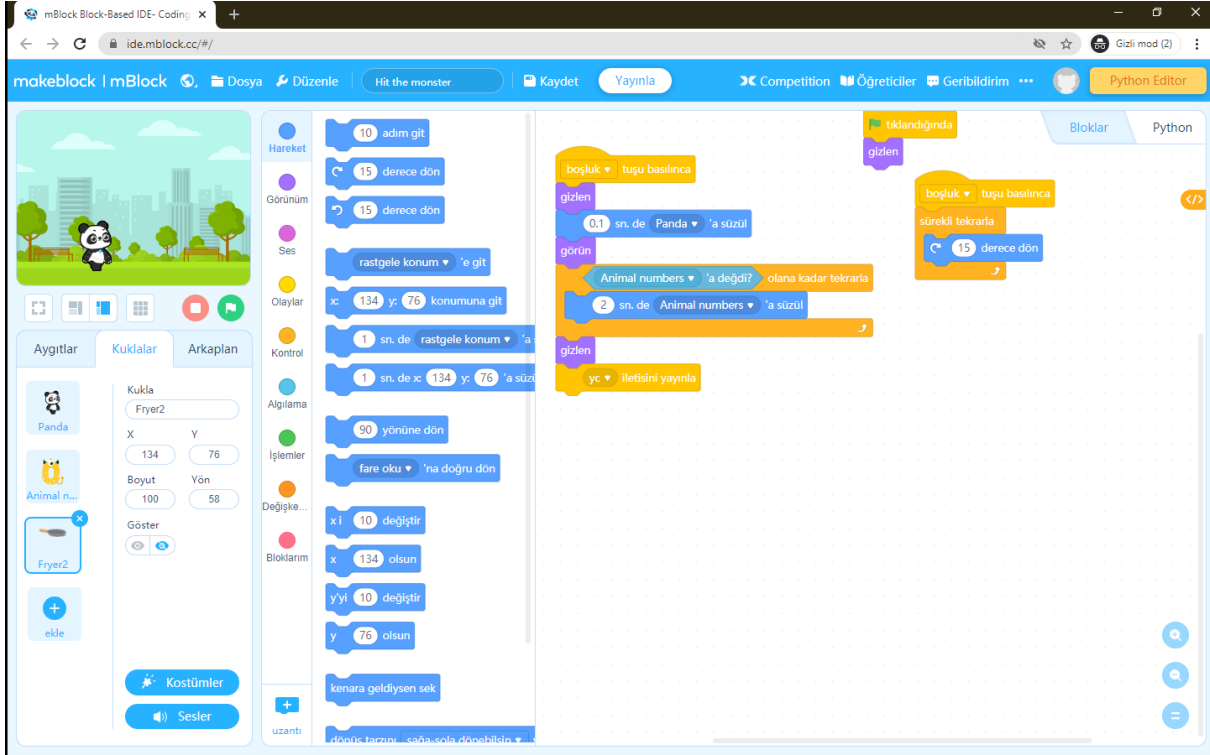 mBlock Block-Based IDE- Coding
ide.mblock.cc/#/
Gizli mod (2)
makeblock | mBlock
Dosya
Düzenle
Hit the monster
Kaydet
Yayınla
Competition
Öğreticiler
Geribildirim
Python Editor
Aygıtlar
Kuklalar
Arkaplan
Panda
Animal n...
Fryer2
ekle
Kukla
Fryer2
X Y
134 76
Boyut Yön
100 58
Göster
Kostümler
Sesler
Hareket
Görünüm
Ses
Olaylar
Kontrol
Algılama
İşlemler
Değişke...
Bloklarım
uzantı
10 adım git
15 derece dön
15 derece dön
rastgele konum 'e git
x: 134 y: 76 konumuna git
1 sn. de rastgele konum 'a
1 sn. de x: 134 y: 76 'a süzü
90 yönüne dön
fare oku 'na doğru dön
x i 10 değiştir
x 134 olsun
y'yi 10 değiştir
y 76 olsun
kenara geldiysen sek
dönüş tarzını sağa-sola dönebilsin
boşluk tuşu basılınca
gizlen
0.1 sn. de Panda 'a süzül
görün
Animal numbers 'a değdi? olana kadar tekrarla
2 sn. de Animal numbers 'a süzül
gizlen
yc iletisini yayınla
tıklandığında
gizlen
boşluk tuşu basılınca
sürekli tekrarla
15 derece dön
Bloklar
Python